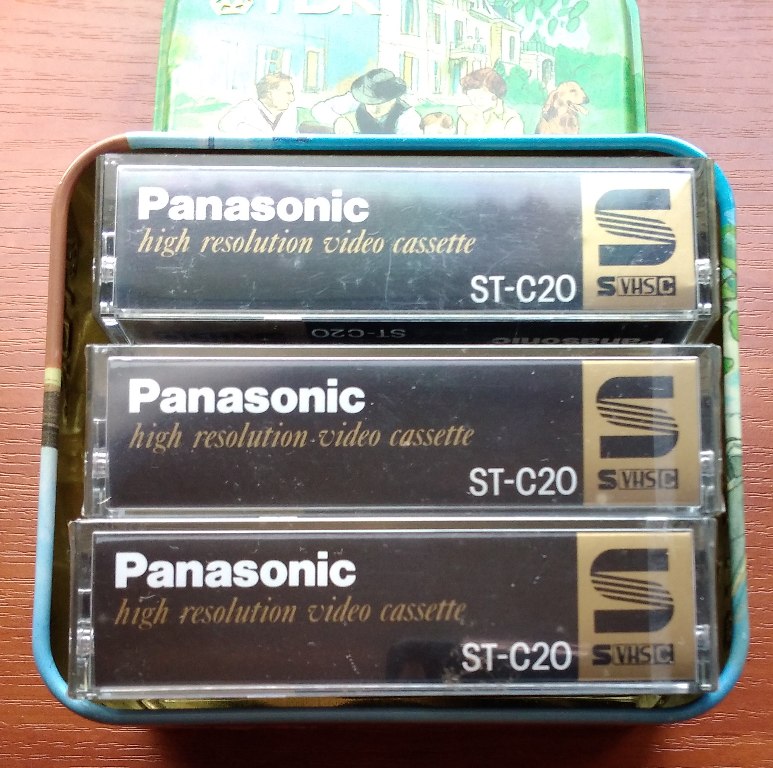 Panasonic
high resolution video cassette
ST-C20
S VHS C
ST-C20
Panasonic
Panasonic
high resolution video cassette
ST-C20
S VHS C
Panasonic
high resolution video cassette
ST-C20
S VHS C